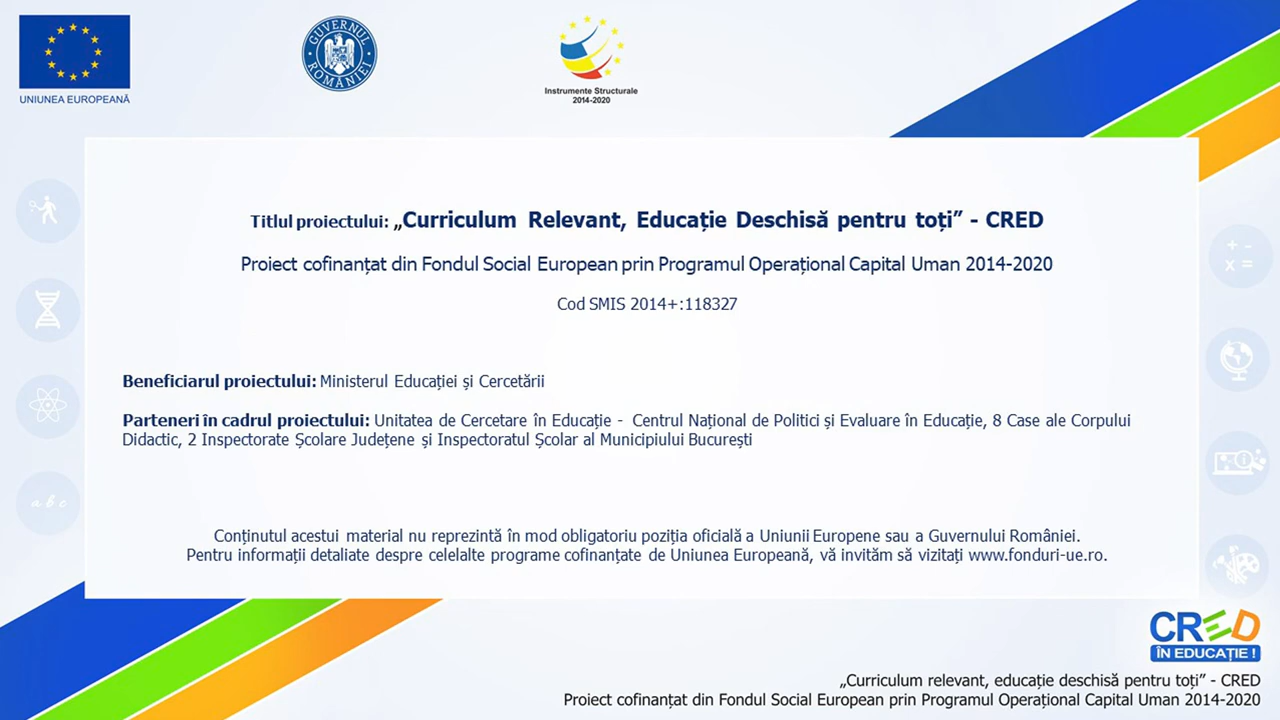 UNIUNEA EUROPEANĂ
GUVERNUL ROMÂNIEI
Instrumente Structurale
2014-2020
Titlul proiectului: „Curriculum Relevant, Educație Deschisă pentru toți” - CRED
Proiect cofinanțat din Fondul Social European prin Programul Operațional Capital Uman 2014-2020
Cod SMIS 2014+:118327
Beneficiarul proiectului: Ministerul Educației și Cercetării
Parteneri în cadrul proiectului: Unitatea de Cercetare în Educație - Centrul Național de Politici și Evaluare în Educație, 8 Case ale Corpului
Didactic, 2 Inspectorate Școlare Județene și Inspectoratul Școlar al Municipiului București
Conținutul acestui material nu reprezintă în mod obligatoriu poziția oficială a Uniunii Europene sau a Guvernului României.
Pentru informații detaliate despre celelalte programe cofinanțate de Uniunea Europeană, vă invităm să vizitați www.fonduri-ue.ro.
+ -
x =
a b c
CRED
ÎN EDUCAȚIE !
„Curriculum relevant, educație deschisă pentru toți” - CRED
Proiect cofinanțat din Fondul Social European prin Programul Operațional Capital Uman 2014-2020